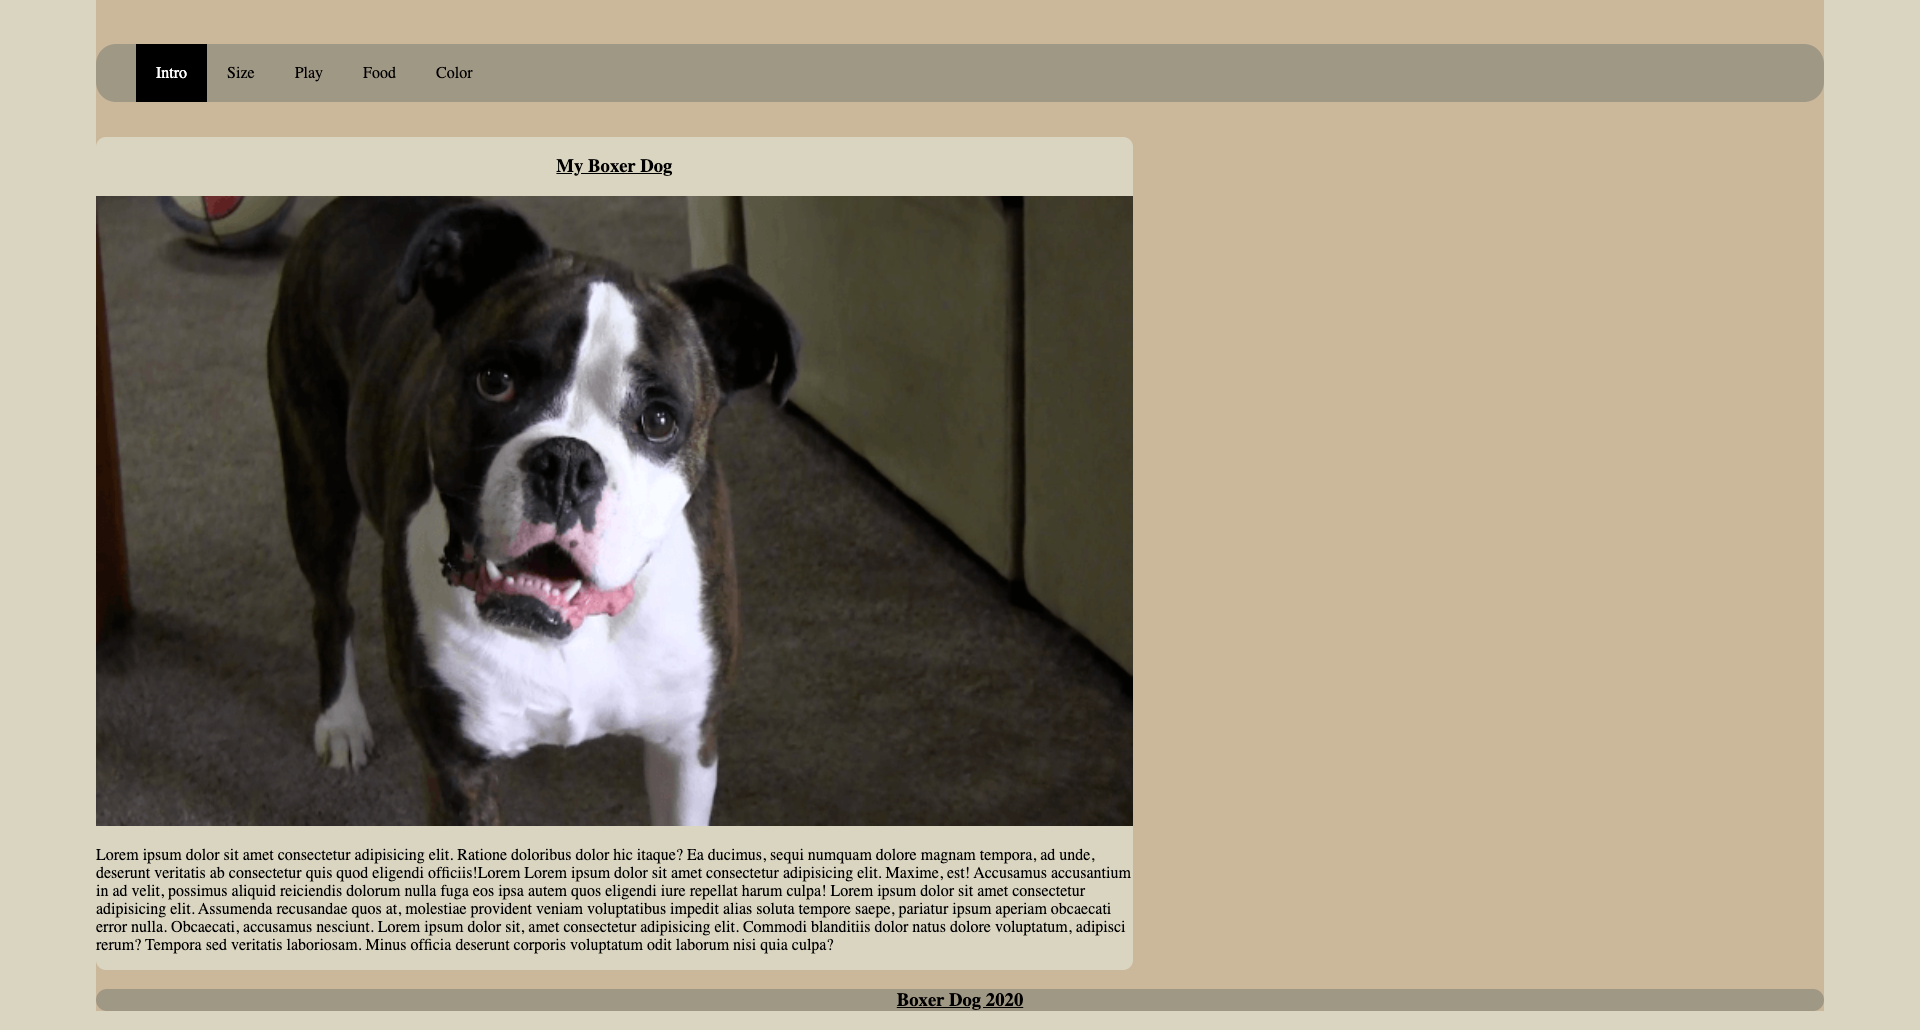 Intro Size Play Food Color
My Boxer Dog
Lorem ipsum dolor sit amet consectetur adipisicing elit. Ratione doloribus dolor hic itaque? Ea ducimus, sequi numquam dolore magnam tempora, ad unde,
deserunt veritatis ab consectetur quis quod eligendi officiis!Lorem Lorem ipsum dolor sit amet consectetur adipisicing elit. Maxime, est! Accusamus accusantium
in ad velit, possimus aliquid reiciendis dolorum nulla fuga eos ipsa autem quos eligendi iure repellat harum culpa! Lorem ipsum dolor sit amet consectetur
adipisicing elit. Assumenda recusandae quos at, molestiae provident veniam voluptatibus impedit alias soluta tempore saepe, pariatur ipsum aperiam obcaecati
error nulla. Obcaecati, accusamus nesciunt. Lorem ipsum dolor sit, amet consectetur adipisicing elit. Commodi blanditiis dolor natus dolore voluptatum, adipisci
rerum? Tempora sed veritatis laboriosam. Minus officia deserunt corporis voluptatum odit laborum nisi quia culpa?
Boxer Dog 2020